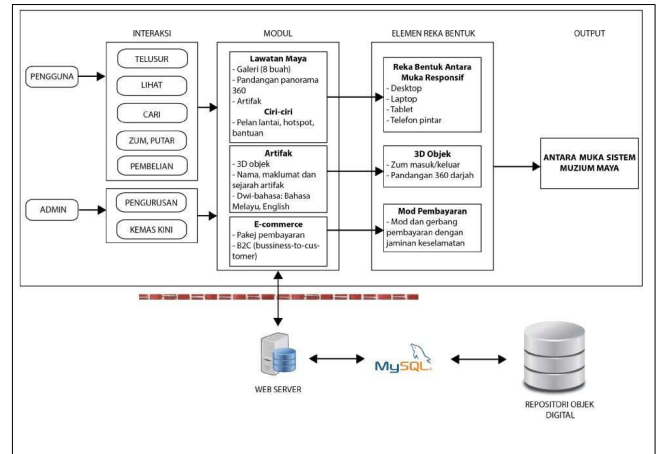 INTERAKSI
MODUL
ELEMEN REKA BENTUK
OUTPUT
PENGGUNA
TELUSUR
LIHAT
CARI
ZUM, PUTAR
PEMBELIAN
ADMIN
PENGURUSAN
KEMAS KINI
Lawatan Maya
- Galeri (8 buah)
- Pandangan panorama
360
- Artifak
Ciri-ciri
- Pelan lantai, hotspot,
bantuan
Artifak
- 3D objek
- Nama, maklumat dan
sejarah artifak
- Dwi-bahasa: Bahasa
Melayu, English
E-commerce
- Pakej pembayaran
- B2C (bussiness-to-cus-
tomer)
Reka Bentuk Antara
Muka Responsif
- Desktop
- Laptop
- Tablet
- Telefon pintar
3D Objek
- Zum masuk/keluar
- Pandangan 360 darjah
Mod Pembayaran
- Mod dan gerbang
pembayaran dengan
jaminan keselamatan
ANTARA MUKA SISTEM
MUZIUM MAYA
WEB SERVER
MySQL
REPOSITORI OBJEK
DIGITAL